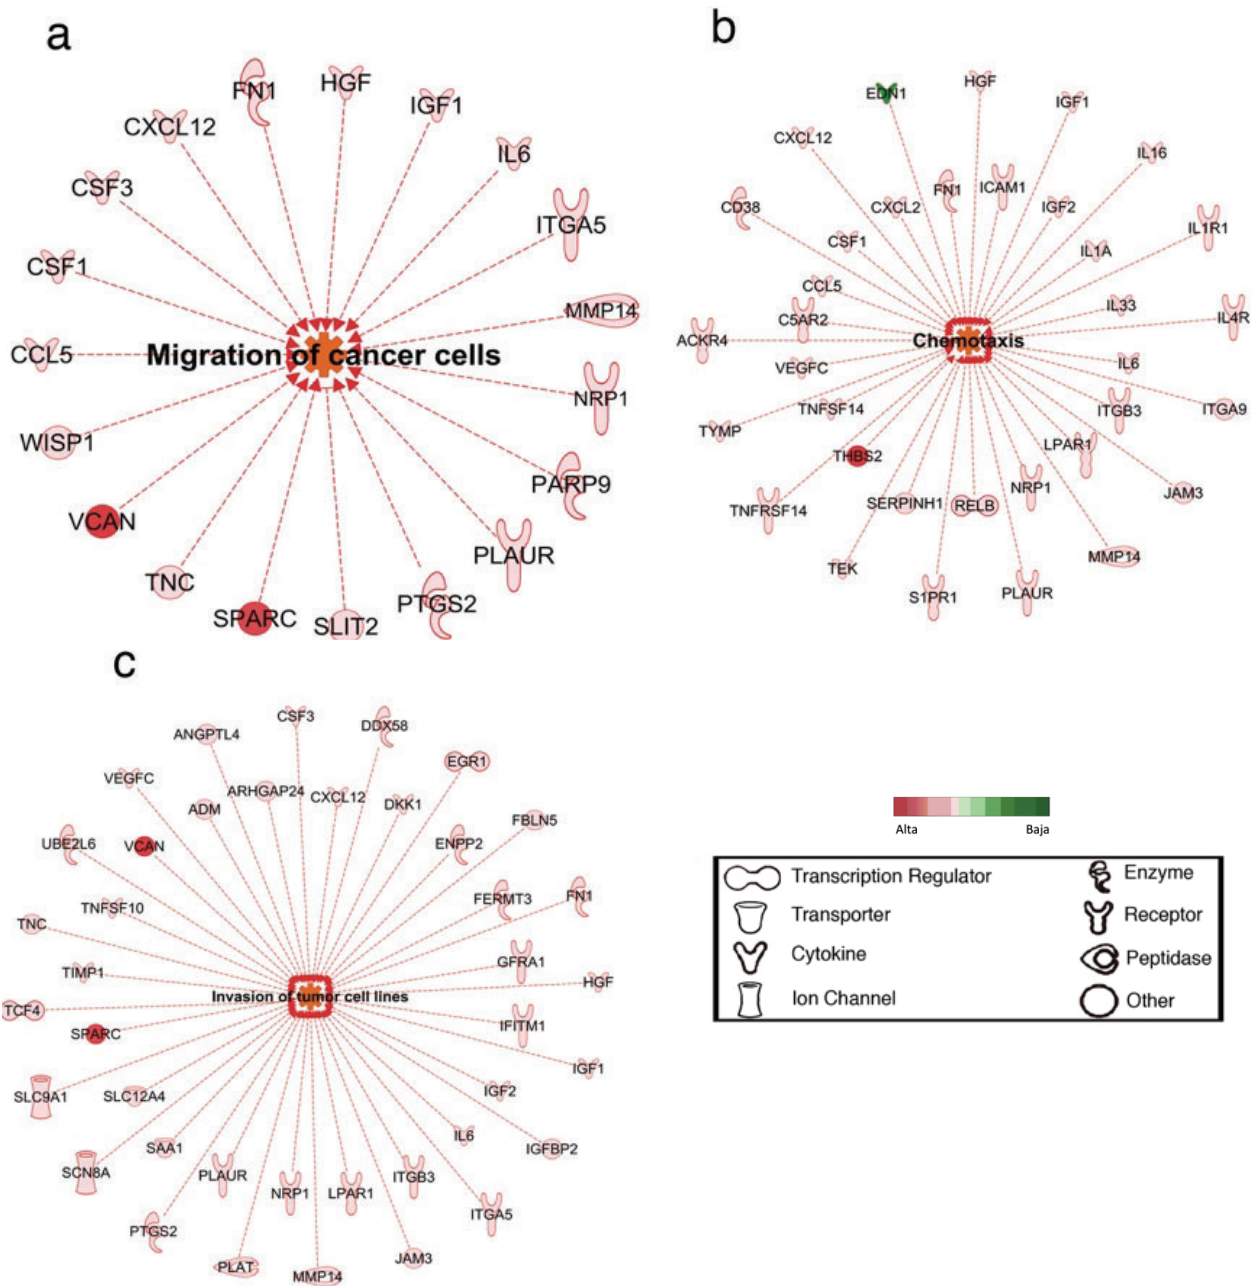 a
FN1
HGF
IGF1
CXCL12
IL6
CSF3
ITGA5
CSF1
MMP14
CCL5
Migration of cancer cells
NRP1
WISP1
PARP9
VCAN
PLAUR
TNC
PTGS2
SPARC
SLIT2
b
EDN1
HGF
IGF1
CXCL12
IL16
FN1
ICAM1
CD38
CXCL2
IGF2
IL1R1
CSF1
IL1A
CCL5
IL33
C5AR2
IL4R
ACKR4
Chemotaxis
VEGFC
IL6
TNFSF14
ITGB3
ITGA9
TYMP
LPAR1
THBS2
NRP1
JAM3
TNFRSF14
SERPINH1
RELB
MMP14
TEK
S1PR1
PLAUR
c
CSF3
DDX58
ANGPTL4
EGR1
VEGFC
ARHGAP24
CXCL12
DKK1
ADM
FBLN5
UBE2L6
VCAN
ENPP2
TNFSF10
FERMT3
FN1
TNC
GFRA1
TIMP1
HGF
Invasion of tumor cell lines
TCF4
IFITM1
SPARC
IGF1
SLC9A1
SLC12A4
IGF2
IL6
SAA1
IGFBP2
SCN8A
PLAUR
NRP1
LPAR1
ITGB3
ITGA5
PTGS2
PLAT
MMP14
JAM3
Alta
Baja
Transcription Regulator
Enzyme
Transporter
Receptor
Cytokine
Peptidase
Ion Channel
Other